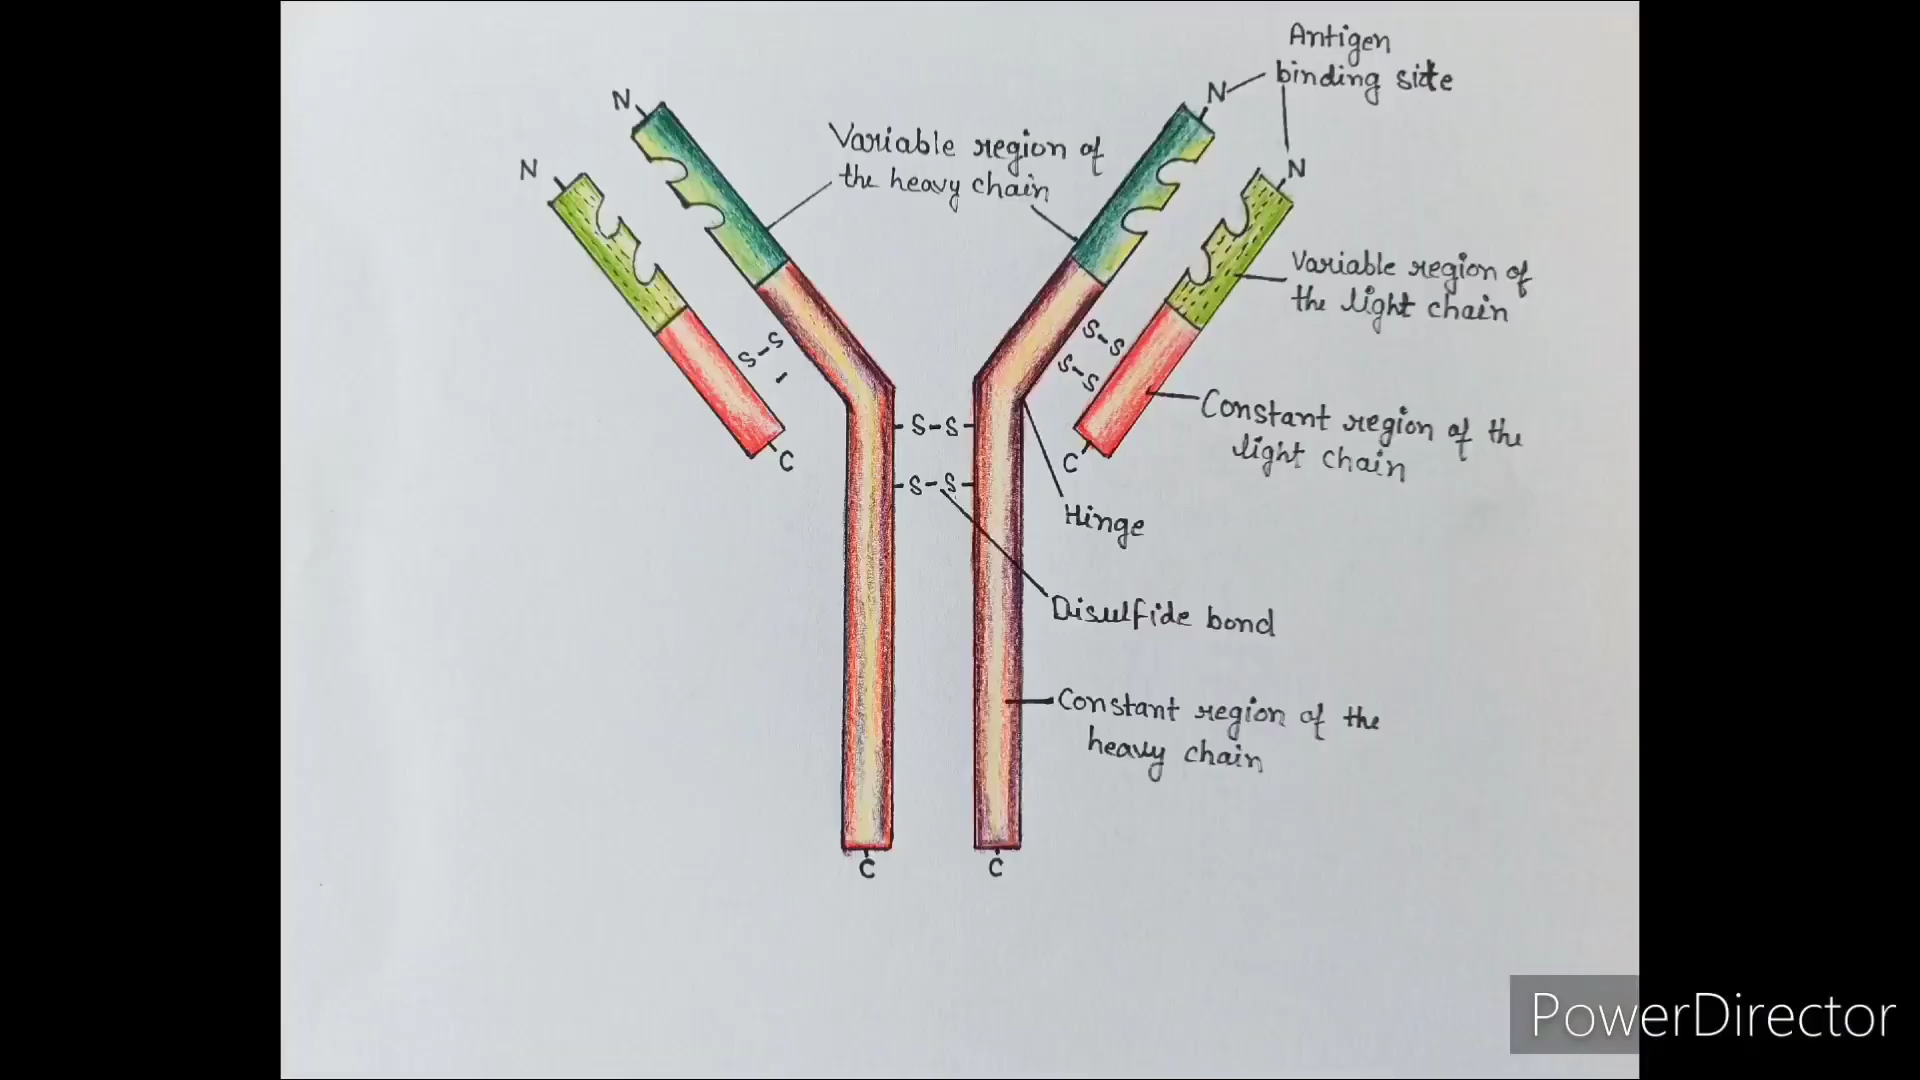 Antigen
binding site
N
N
N
N
Variable region of
the heavy chain
Variable region of
the light chain
S-S
S-S
S-S
Constant region of the
light chain
S-S
S-S
C
C
Hinge
Disulfide bond
Constant region of the
heavy chain
C
C
PowerDirector